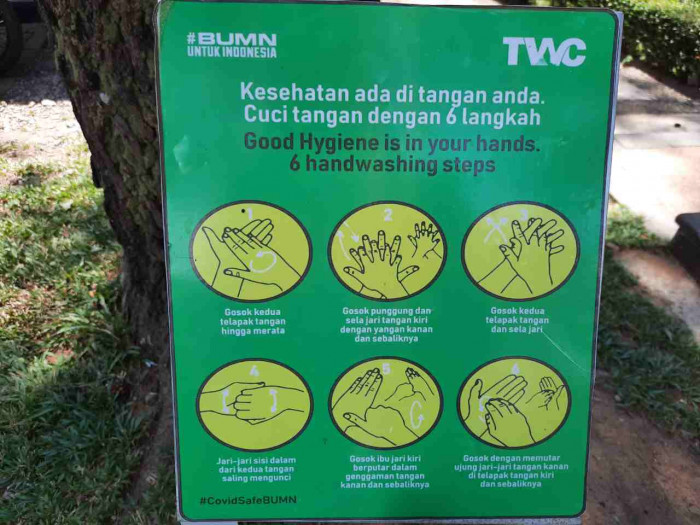 #BUMN
UNTUK INDONESIA
TWC
Kesehatan ada di tangan anda.
Cuci tangan dengan 6 langkah
Good Hygiene is in your hands.
6 handwashing steps
1
Gosok kedua
telapak tangan
hingga merata
2
Gosok punggung dan
sela jari tangan kiri
dengan yangan kanan
dan sebaliknya
3
Gosok kedua
telapak tangan
dan sela jari
4
Jari-jari sisi dalam
dari kedua tangan
saling mengunci
5
Gosok ibu jari kiri
berputar dalam
genggaman tangan
kanan dan sebaliknya
6
Gosok dengan memutar
ujung jari-jari tangan kanan
di telapak tangan kiri
dan sebaliknya
#CovidSafeBUMN